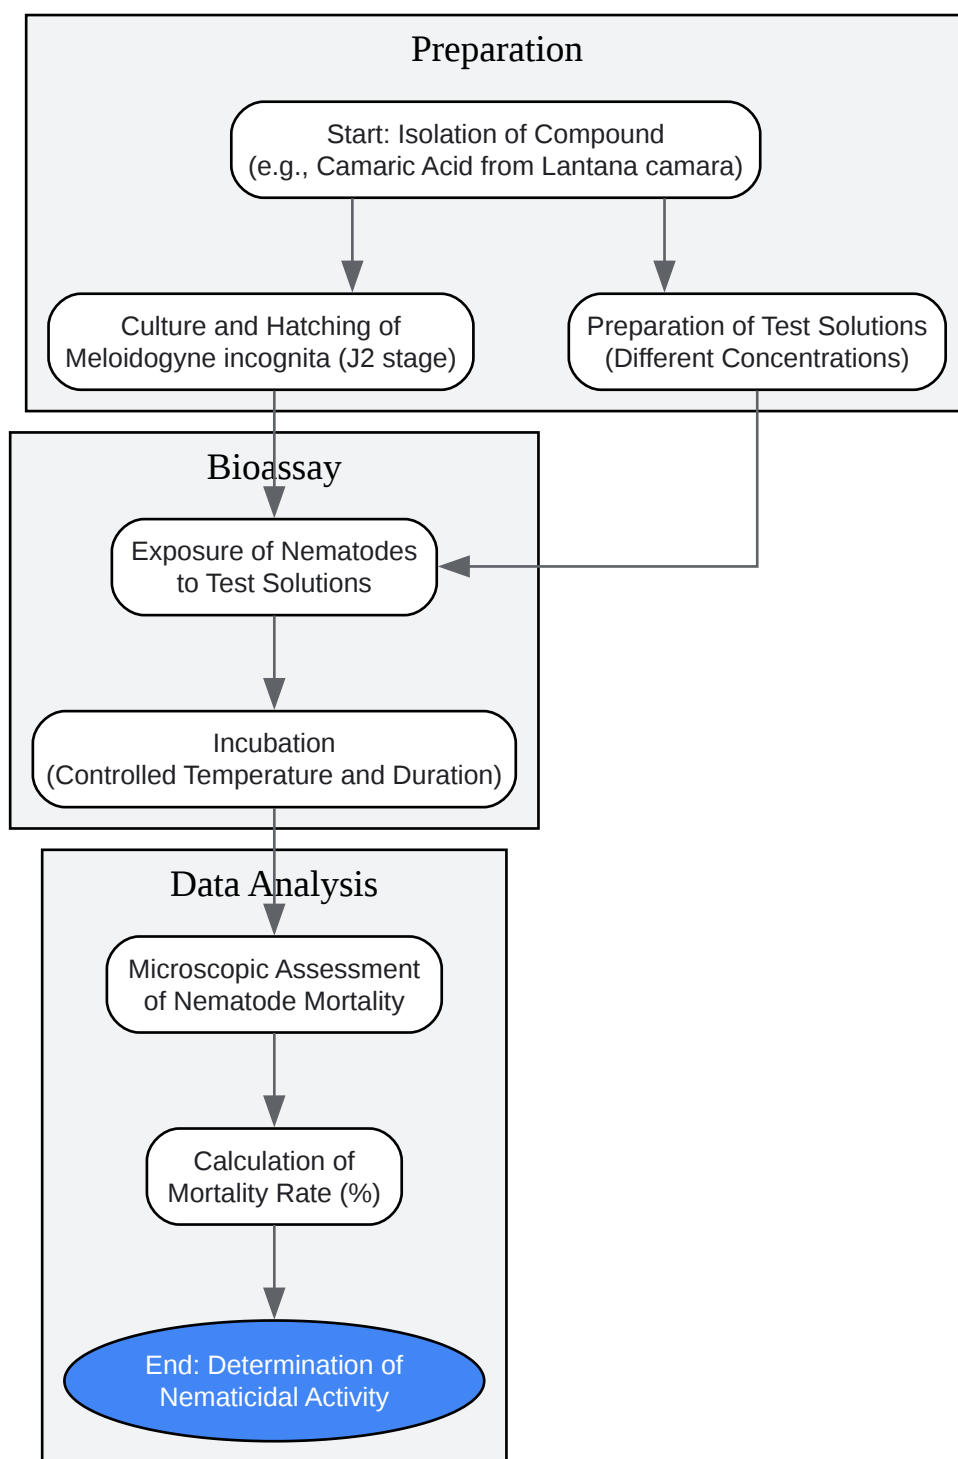 Preparation
Start: Isolation of Compound
(e.g., Camaric Acid from Lantana camara)
Culture and Hatching of
Meloidogyne incognita (J2 stage)
Preparation of Test Solutions
(Different Concentrations)
Bioassay
Exposure of Nematodes
to Test Solutions
Incubation
(Controlled Temperature and Duration)
Data Analysis
Microscopic Assessment
of Nematode Mortality
Calculation of
Mortality Rate (%)
End: Determination of
Nematicidal Activity